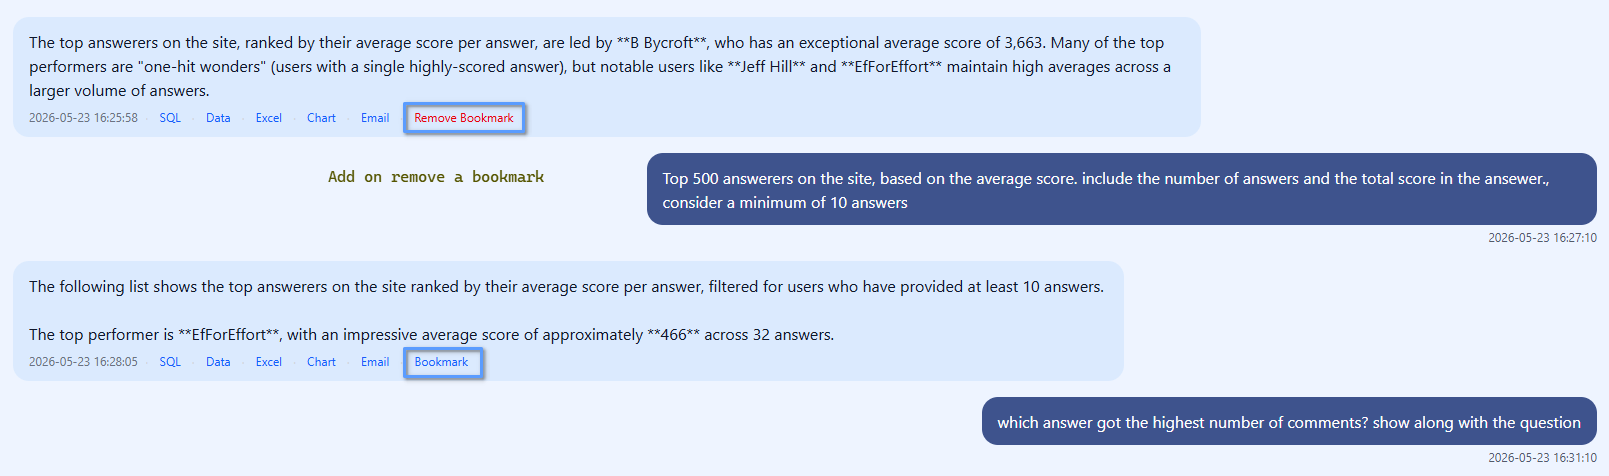 The top answerers on the site, ranked by their average score per answer, are led by **B Bycroft**, who has an exceptional average score of 3,663. Many of the top
performers are "one-hit wonders" (users with a single highly-scored answer), but notable users like **Jeff Hill** and **EfForEffort** maintain high averages across a
larger volume of answers.
2026-05-23 16:25:58 · SQL · Data · Excel · Chart · Email · Remove Bookmark
Add on remove a bookmark
Top 500 answerers on the site, based on the average score. include the number of answers and the total score in the ansewer.,
consider a minimum of 10 answers
2026-05-23 16:27:10
The following list shows the top answerers on the site ranked by their average score per answer, filtered for users who have provided at least 10 answers.
The top performer is **EfForEffort**, with an impressive average score of approximately **466** across 32 answers.
2026-05-23 16:28:05 · SQL · Data · Excel · Chart · Email · Bookmark
which answer got the highest number of comments? show along with the question
2026-05-23 16:31:10